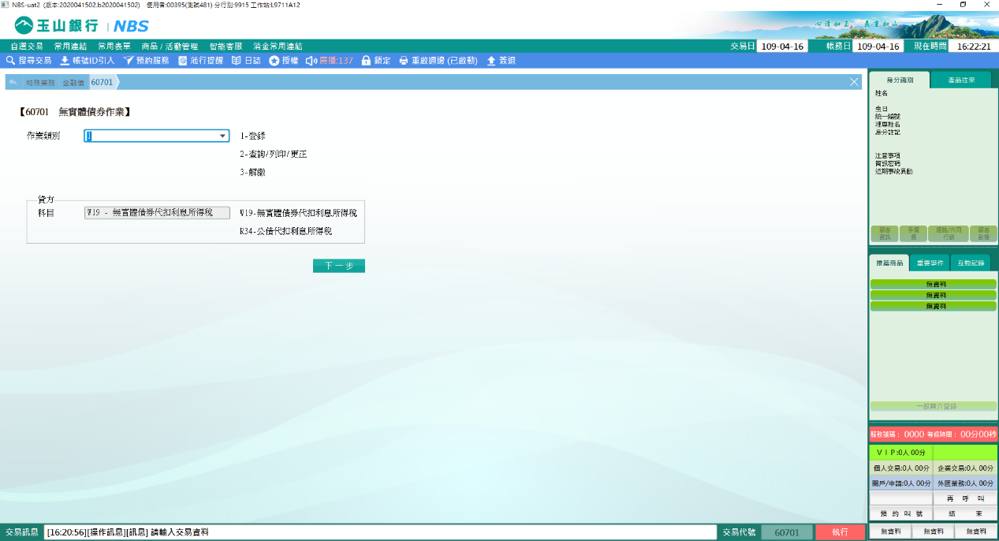 NBS-uat2 (版本:2020041502.b2020041502) 使用者:00395(測試481) 分行別:9915 工作站:L9711A12
玉山銀行 | NBS
心清如玉 義重如山
自選交易 常用連結 常用表單 商品 / 活動管理 智能客服 消金常用連結 交易日 109-04-16 帳務日 109-04-16 現在時間 16:22:21
搜尋交易 帳號ID引入 預約服務 蒞行提醒 日誌 授權 廣播:137 鎖定 重啟週邊 (已啟動) 簽退
特殊業務 金融債 60701
【60701 無實體債券作業】
作業類別 1 1-登錄
2-查詢/列印/更正
3-解繳
貸方
科目 W19 - 無實體債券代扣利息所得稅 W19-無實體債券代扣利息所得稅
R34-公債代扣利息所得稅
下一步
身分識別 產品往來
姓名
生日
統一編號
理專姓名
身分註記
注意事項
資訊密碼
近期事故異動
顧客資訊 手續費 標籤/共同行銷 顧客影像
推薦商品 重要事件 互動記錄
無資料
無資料
無資料
一般轉介登錄
服務號碼: 0000 等候時間: 00分00秒
VIP:0人 00分
個人交易:0人 00分 企業交易:0人 00分
開戶/申請:0人 00分 外匯業務:0人 00分
再 呼 叫
預 約 叫 號 結 束
無資料 無資料 無資料
交易訊息 [16:20:56][操作訊息][訊息] 請輸入交易資料 交易代號 60701 執行